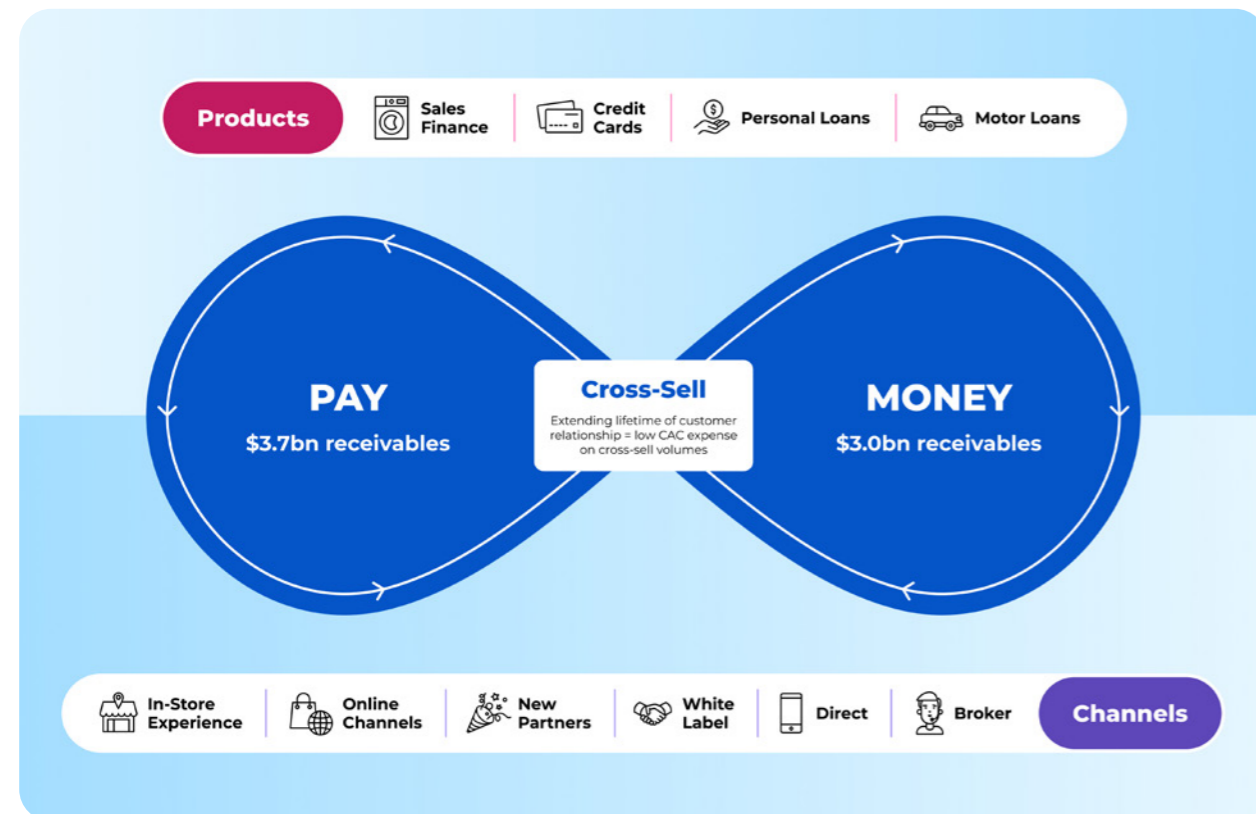 Products
Sales
Finance
Credit
Cards
Personal Loans
Motor Loans
PAY
$3.7bn receivables
Cross-Sell
Extending lifetime of customer
relationship = low CAC expense
on cross-sell volumes
MONEY
$3.0bn receivables
In-Store
Experience
Online
Channels
New
Partners
White
Label
Direct
Broker
Channels